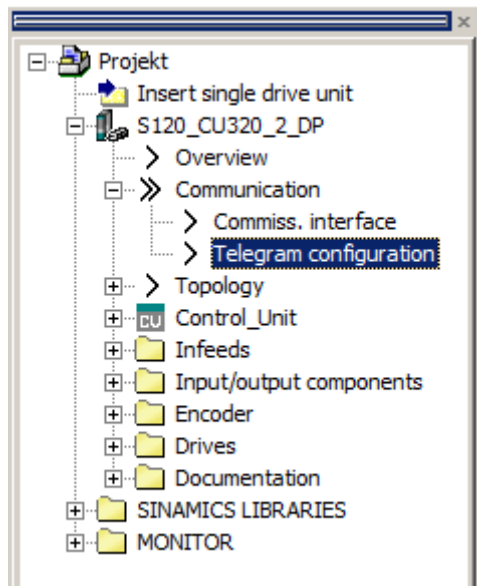 Projekt
Insert single drive unit
S120_CU320_2_DP
Overview
Communication
Commiss. interface
Telegram configuration
Topology
CU Control_Unit
Infeeds
Input/output components
Encoder
Drives
Documentation
SINAMICS LIBRARIES
MONITOR